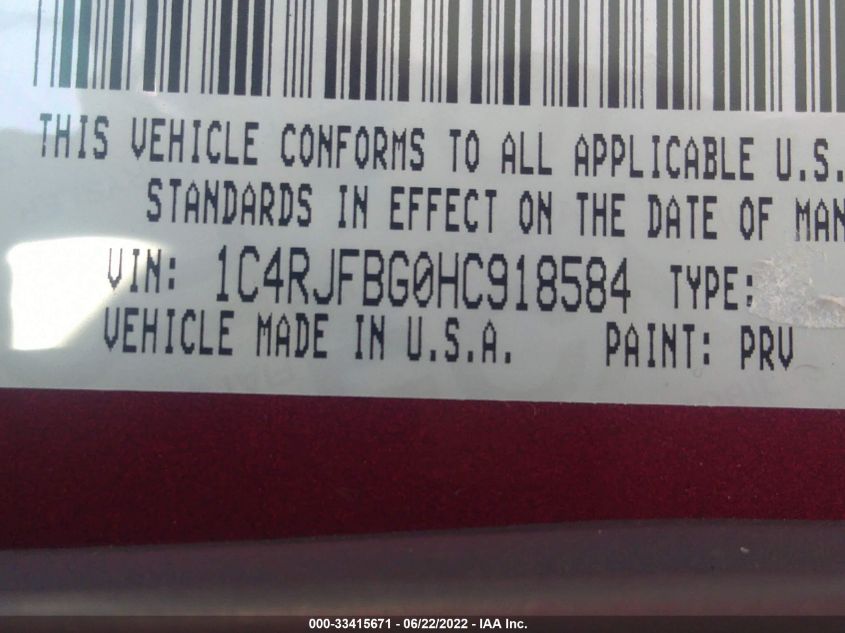 THIS VEHICLE CONFORMS TO ALL APPLICABLE U.S.
STANDARDS IN EFFECT ON THE DATE OF MAN
VIN: 1C4RJFBG0HC918584 TYPE:
VEHICLE MADE IN U.S.A. PAINT: PRV
000-33415671 - 06/22/2022 - IAA Inc.